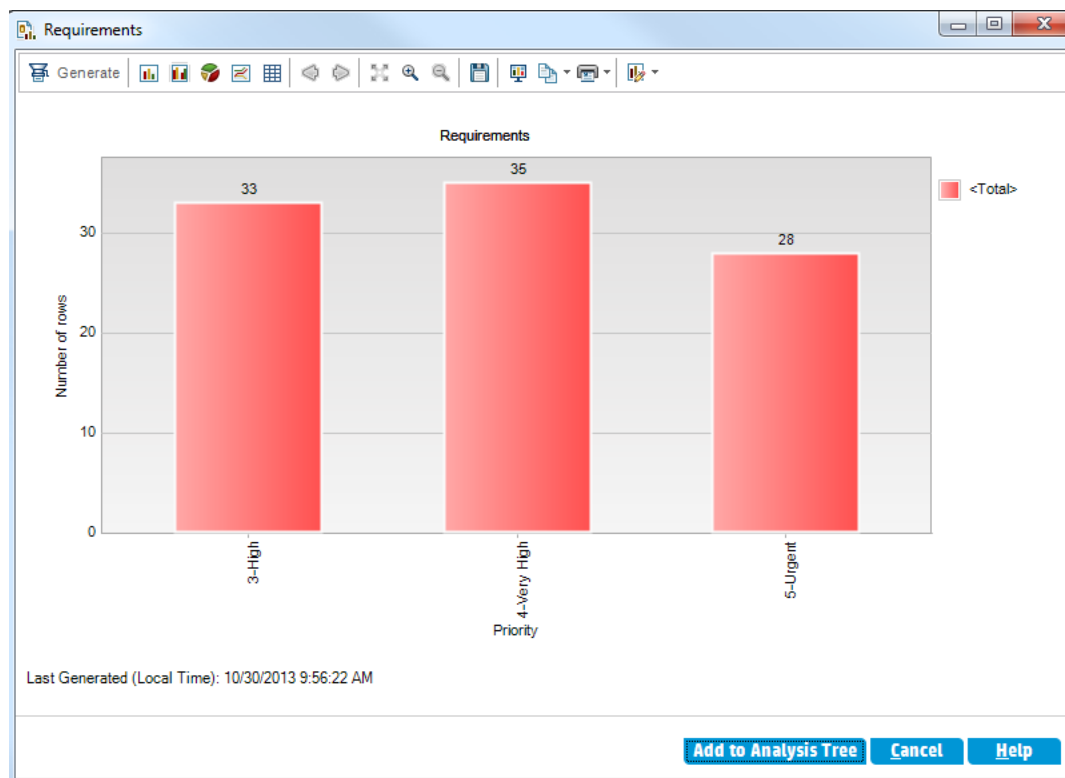 Requirements
Generate
Requirements
33
35
28
<Total>
30
20
10
0
Number of rows
3-High
4-Very High
5-Urgent
Priority
Last Generated (Local Time): 10/30/2013 9:56:22 AM
Add to Analysis Tree
Cancel
Help